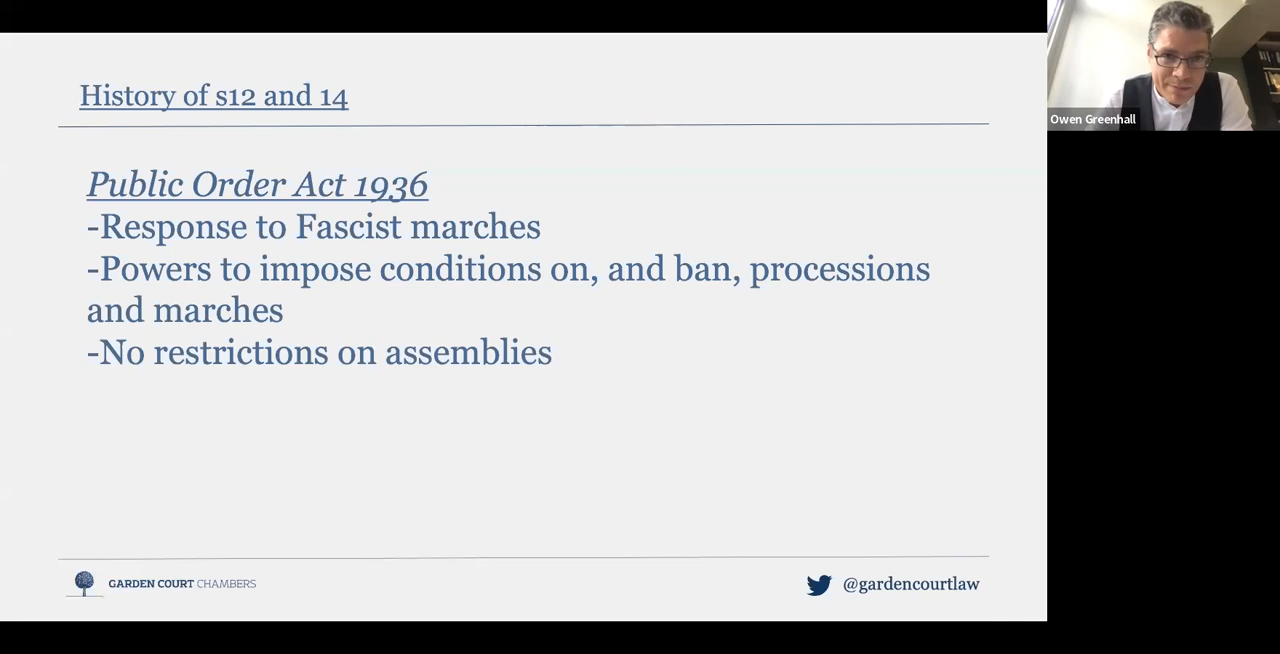 History of s12 and 14
Public Order Act 1936
-Response to Fascist marches
-Powers to impose conditions on, and ban, processions
and marches
-No restrictions on assemblies
GARDEN COURT CHAMBERS
@gardencourtlaw
Owen Greenhall